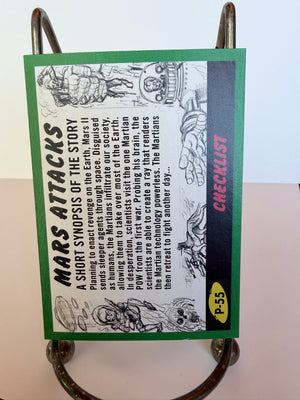 MARS ATTACKS
A SHORT SYNOPSIS OF THE STORY
Planning to enact revenge on the Earth, Mars II
sends sleeper agents through space. Disguised
as humans, the Martians infiltrate our society,
allowing them to take over most of the Earth.
In desperation, scientists visit the one Martian
POW from the first war. Probing his brain, the
scientists are able to create a ray that renders
the Martian technology powerless. The Martians
then retreat to fight another day...
P-55
CHECKLIST